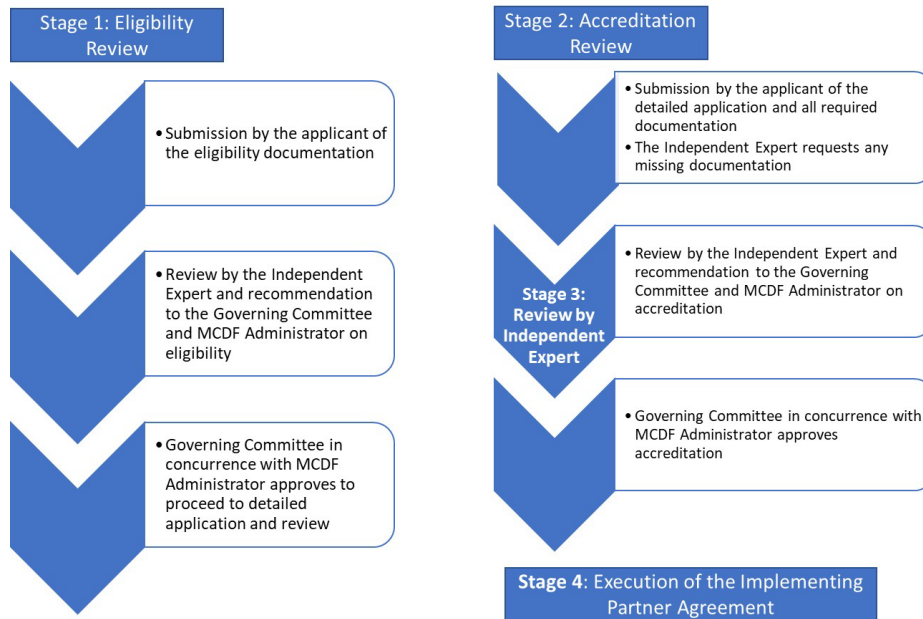 Stage 1: Eligibility
Review
• Submission by the applicant of
the eligibility documentation
• Review by the Independent
Expert and recommendation
to the Governing Committee
and MCDF Administrator on
eligibility
• Governing Committee in
concurrence with MCDF
Administrator approves to
proceed to detailed
application and review
Stage 2: Accreditation
Review
• Submission by the applicant of the
detailed application and all required
documentation
• The Independent Expert requests any
missing documentation
Stage 3:
Review by
Independent
Expert
• Review by the Independent Expert and
recommendation to the Governing
Committee and MCDF Administrator on
accreditation
• Governing Committee in concurrence with
MCDF Administrator approves
accreditation
Stage 4: Execution of the Implementing
Partner Agreement